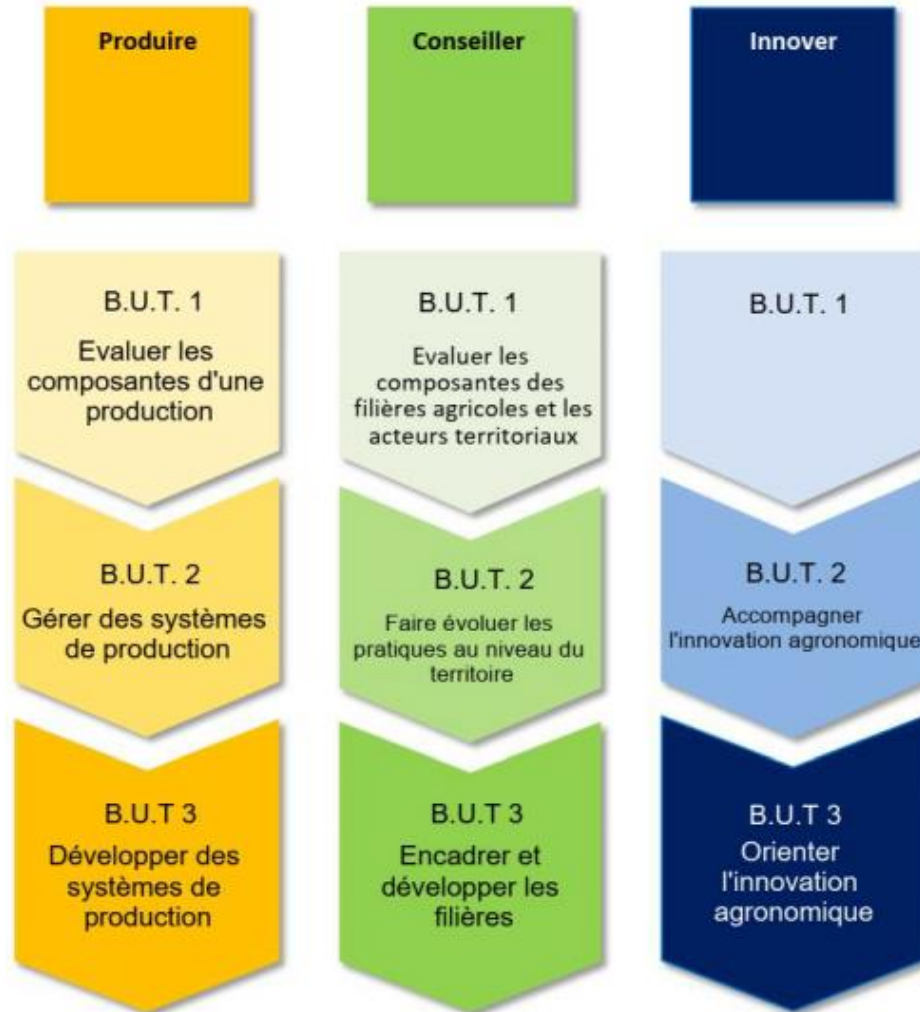 Produire
Conseiller
Innover
B.U.T. 1
Evaluer les
composantes d'une
production
B.U.T. 1
Evaluer les
composantes des
filières agricoles et les
acteurs territoriaux
B.U.T. 1
B.U.T. 2
Gérer des systèmes
de production
B.U.T. 2
Faire évoluer les
pratiques au niveau du
territoire
B.U.T. 2
Accompagner
l'innovation agronomique
B.U.T 3
Développer des
systèmes de
production
B.U.T 3
Encadrer et
développer les
filières
B.U.T 3
Orienter
l'innovation
agronomique